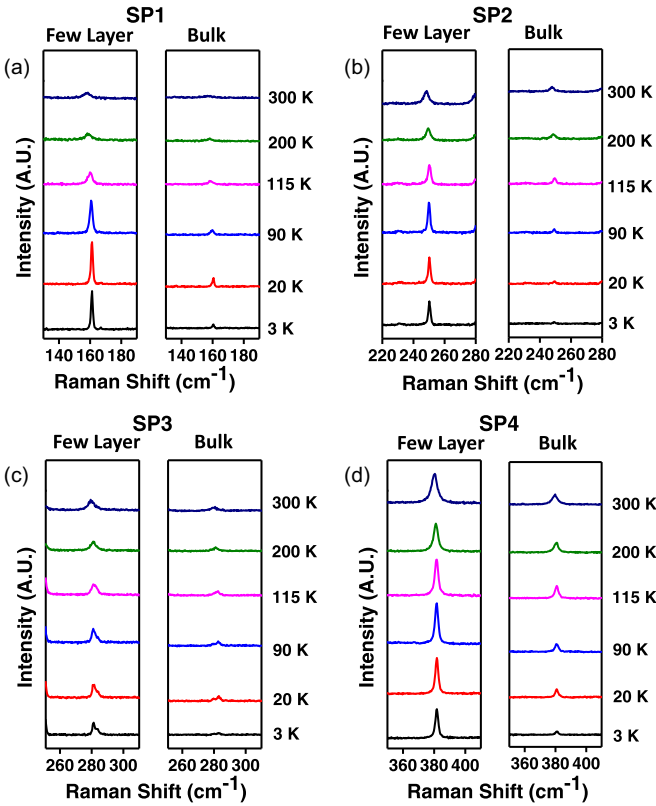 SP1
Few Layer Bulk
(a)
Intensity (A.U.)
300 K
200 K
115 K
90 K
20 K
3 K
140 160 180 140 160 180
Raman Shift (cm-1)
SP2
Few Layer Bulk
(b)
Intensity (A.U.)
300 K
200 K
115 K
90 K
20 K
3 K
220 240 260 280 220 240 260 280
Raman Shift (cm-1)
SP3
Few Layer Bulk
(c)
Intensity (A.U.)
300 K
200 K
115 K
90 K
20 K
3 K
260 280 300 260 280 300
Raman Shift (cm-1)
SP4
Few Layer Bulk
(d)
Intensity (A.U.)
300 K
200 K
115 K
90 K
20 K
3 K
360 380 400 360 380 400
Raman Shift (cm-1)